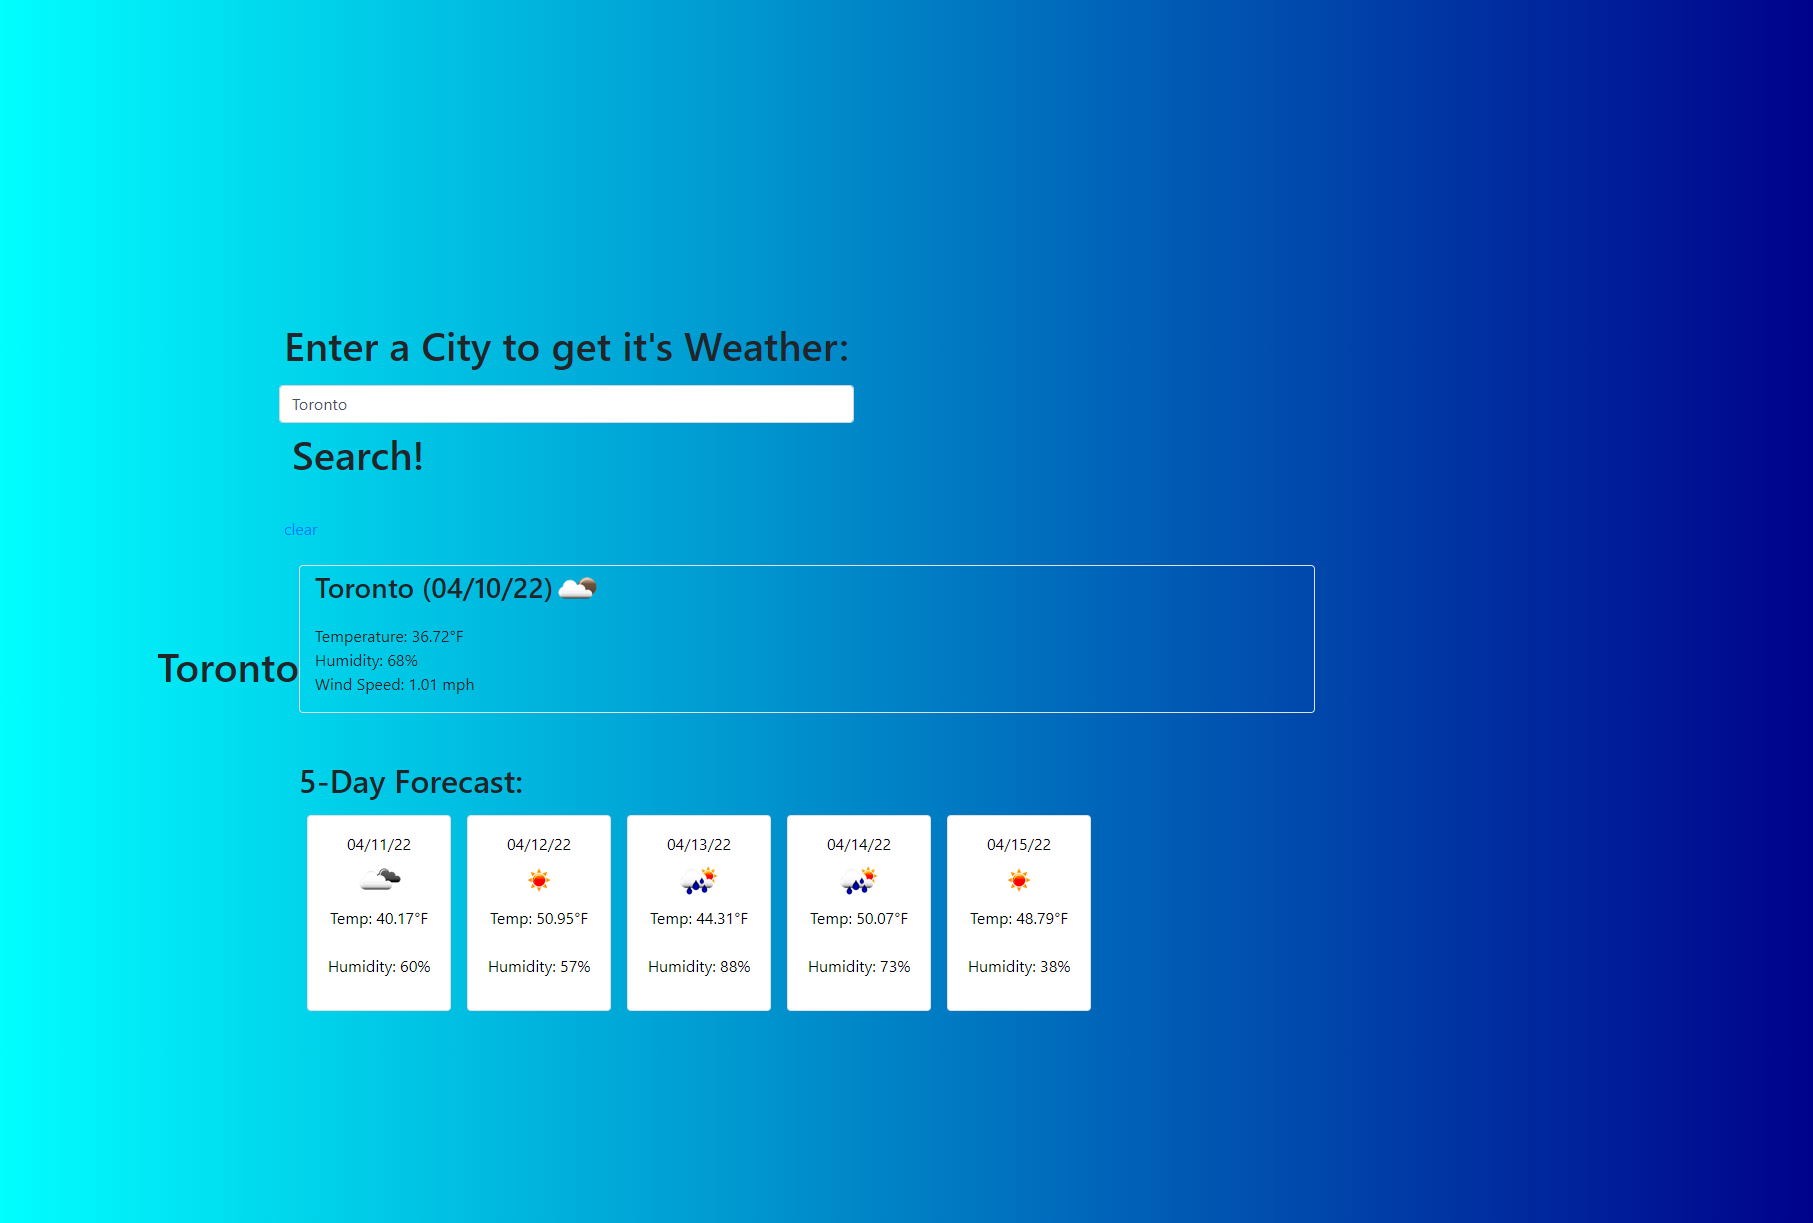 Enter a City to get it's Weather:
Toronto
Search!
clear
Toronto
Toronto (04/10/22)
Temperature: 36.72°F
Humidity: 68%
Wind Speed: 1.01 mph
5-Day Forecast:
04/11/22
Temp: 40.17°F
Humidity: 60%
04/12/22
Temp: 50.95°F
Humidity: 57%
04/13/22
Temp: 44.31°F
Humidity: 88%
04/14/22
Temp: 50.07°F
Humidity: 73%
04/15/22
Temp: 48.79°F
Humidity: 38%